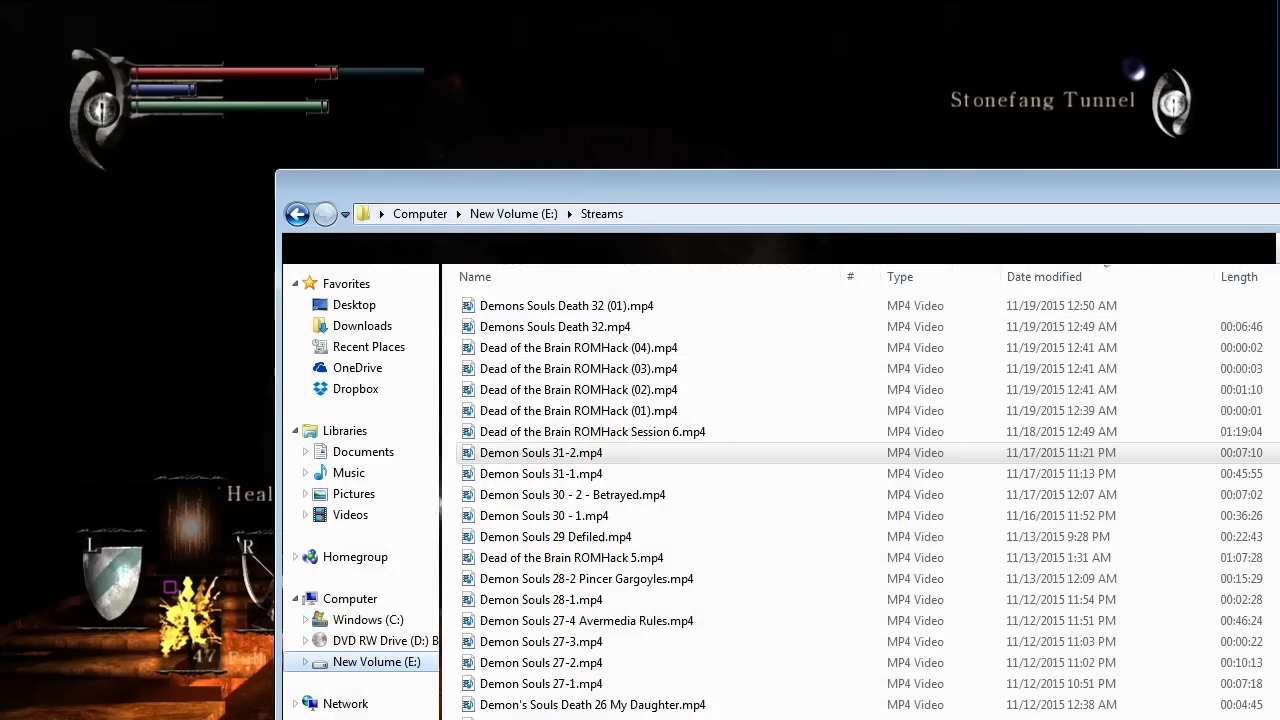 Stonefang Tunnel
Computer New Volume (E:) Streams
Name # Type Date modified Length
Favorites
Desktop
Downloads
Recent Places
OneDrive
Dropbox
Libraries
Documents
Music
Pictures
Videos
Homegroup
Computer
Windows (C:)
DVD RW Drive (D:) B
New Volume (E:)
Network
Demons Souls Death 32 (01).mp4 MP4 Video 11/19/2015 12:50 AM
Demons Souls Death 32.mp4 MP4 Video 11/19/2015 12:49 AM 00:06:46
Dead of the Brain ROMHack (04).mp4 MP4 Video 11/19/2015 12:41 AM 00:00:02
Dead of the Brain ROMHack (03).mp4 MP4 Video 11/19/2015 12:41 AM 00:00:03
Dead of the Brain ROMHack (02).mp4 MP4 Video 11/19/2015 12:41 AM 00:01:10
Dead of the Brain ROMHack (01).mp4 MP4 Video 11/19/2015 12:39 AM 00:00:01
Dead of the Brain ROMHack Session 6.mp4 MP4 Video 11/18/2015 12:49 AM 01:19:04
Demon Souls 31-2.mp4 MP4 Video 11/17/2015 11:21 PM 00:07:10
Demon Souls 31-1.mp4 MP4 Video 11/17/2015 11:13 PM 00:45:55
Demon Souls 30 - 2 - Betrayed.mp4 MP4 Video 11/17/2015 12:07 AM 00:07:02
Demon Souls 30 - 1.mp4 MP4 Video 11/16/2015 11:52 PM 00:36:26
Demon Souls 29 Defiled.mp4 MP4 Video 11/13/2015 9:28 PM 00:22:43
Dead of the Brain ROMHack 5.mp4 MP4 Video 11/13/2015 1:31 AM 01:07:28
Demon Souls 28-2 Pincer Gargoyles.mp4 MP4 Video 11/13/2015 12:09 AM 00:15:29
Demon Souls 28-1.mp4 MP4 Video 11/12/2015 11:54 PM 00:02:28
Demon Souls 27-4 Avermedia Rules.mp4 MP4 Video 11/12/2015 11:51 PM 00:46:24
Demon Souls 27-3.mp4 MP4 Video 11/12/2015 11:03 PM 00:00:22
Demon Souls 27-2.mp4 MP4 Video 11/12/2015 11:02 PM 00:10:13
Demon Souls 27-1.mp4 MP4 Video 11/12/2015 10:51 PM 00:07:18
Demon's Souls Death 26 My Daughter.mp4 MP4 Video 11/12/2015 12:38 AM 00:04:45
Heal
L
R